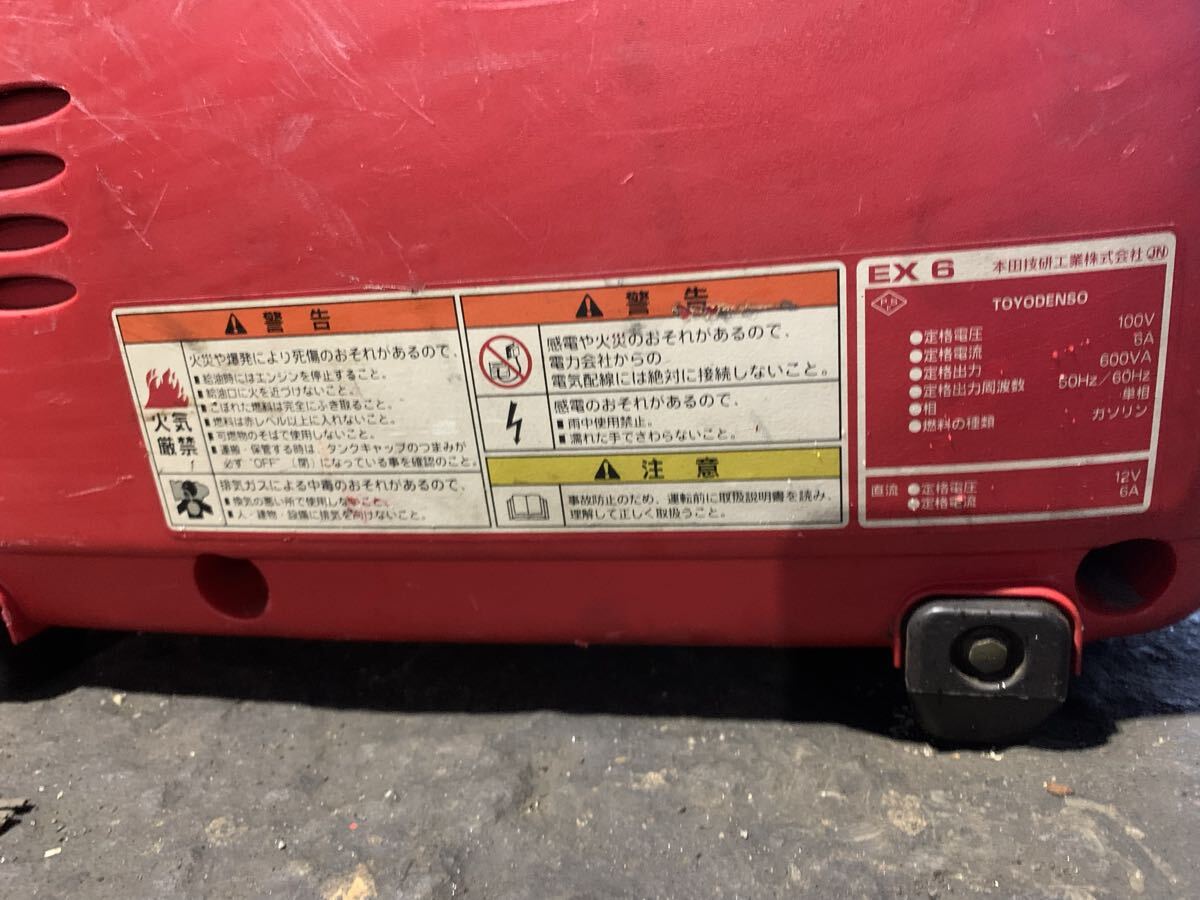 警告
火気
厳禁
火災や爆発により死傷のおそれがあるので、
■給油時にはエンジンを停止すること。
■給油口に火を近づけないこと。
■こぼれた燃料は完全にふき取ること。
■燃料は赤レベル以上に入れないこと。
■可燃物のそばで使用しないこと。
■運搬・保管する時は、タンクキャップのつまみが
必ず"OFF"(閉)になっている事を確認のこと。
排気ガスによる中毒のおそれがあるので、
■換気の悪い所で使用しないこと。
■人・建物・設備に排気を向けないこと。
警告
感電や火災のおそれがあるので、
電力会社からの
電気配線には絶対に接続しないこと。
感電のおそれがあるので、
■雨中使用禁止。
■濡れた手でさわらないこと。
注意
事故防止のため、運転前に取扱説明書を読み、
理解して正しく取扱うこと。
EX 6 本田技研工業株式会社 JN
TOYODENSO
●定格電圧 100V
●定格電流 6A
●定格出力 600VA
●定格出力周波数 50Hz/60Hz
●相 単相
●燃料の種類 ガソリン
直流 ●定格電圧 12V
●定格電流 6A